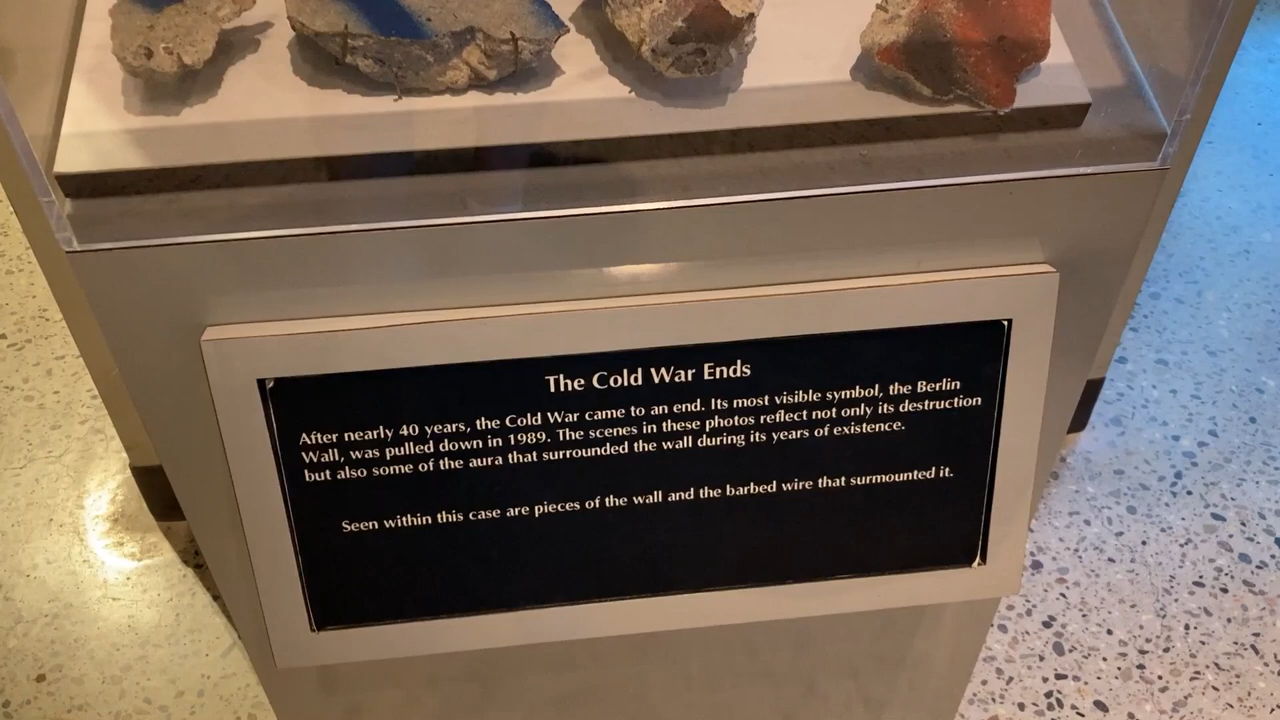 The Cold War Ends
After nearly 40 years, the Cold War came to an end. Its most visible symbol, the Berlin
Wall, was pulled down in 1989. The scenes in these photos reflect not only its destruction
but also some of the aura that surrounded the wall during its years of existence.
Seen within this case are pieces of the wall and the barbed wire that surmounted it.